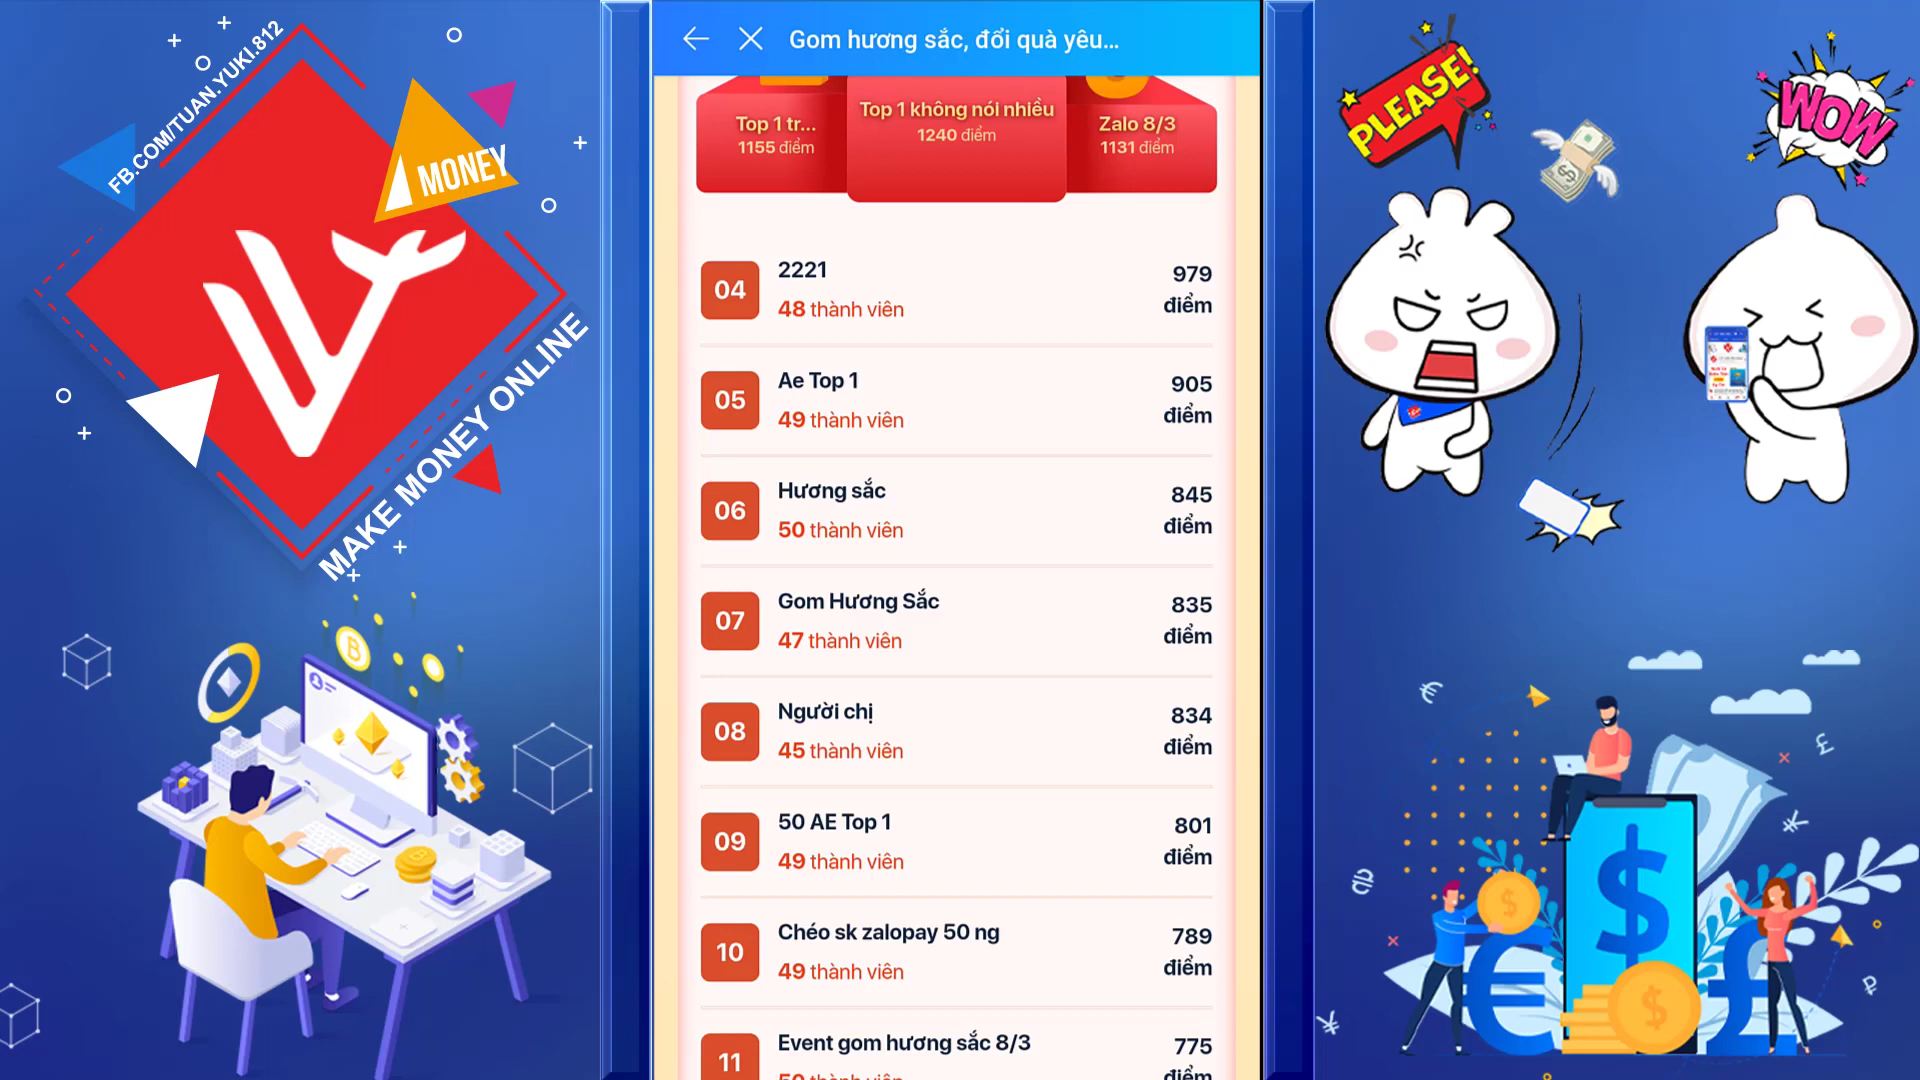 FB.COM/TUAN.YUKI.812
MONEY
MAKE MONEY ONLINE
Gom hương sắc, đổi quà yêu...
Top 1 tr...
1155 điểm
Top 1 không nói nhiều
1240 điểm
Zalo 8/3
1131 điểm
04
2221
48 thành viên
979
điểm
05
Ae Top 1
49 thành viên
905
điểm
06
Hương sắc
50 thành viên
845
điểm
07
Gom Hương Sắc
47 thành viên
835
điểm
08
Người chị
45 thành viên
834
điểm
09
50 AE Top 1
49 thành viên
801
điểm
10
Chéo sk zalopay 50 ng
49 thành viên
789
điểm
11
Event gom hương sắc 8/3
50 thành viên
775
điểm
PLEASE!
WOW